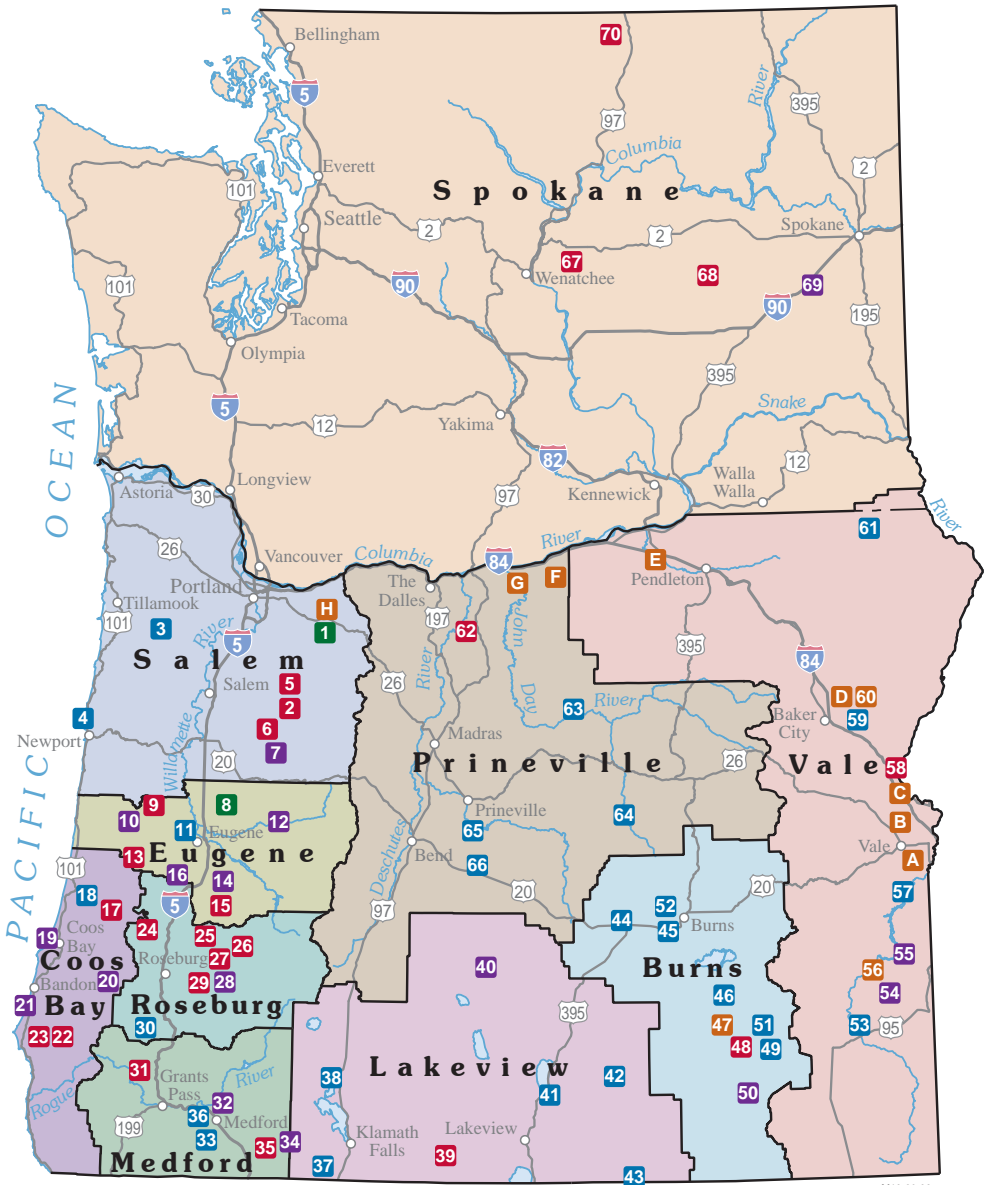 70
Bellingham
5
395
River
97
Columbia
2
Everett
101
Spokane
Seattle
2
2
Spokane
67
68
69
Wenatchee
101
90
90
195
Tacoma
Olympia
395
5
Snake
12
Yakima
OCEAN
82
12
Walla
Walla
Longview
Kennewick
97
Astoria
30
River
61
26
Vancouver
Columbia
River
84
E
Pendleton
The
Dalles
G
F
Portland
Tillamook
101
H
1
197
62
John
Day
River
3
River
5
395
84
Salem
Salem
5
2
26
River
63
D
60
59
4
6
Baker
City
Newport
7
Madras
Willamette
20
Prineville
26
Vale
58
C
9
8
Prineville
64
B
10
11
Eugene
12
65
Vale
13
Eugene
Bend
66
A
101
16
14
20
20
57
PACIFIC
18
17
5
15
Deschutes
97
52
44
45
Burns
24
25
26
19
Coos
Bay
27
55
Coos
Roseburg
40
Burns
56
20
29
28
Bandon
54
21
Bay
Roseburg
46
395
47
51
53
95
23
22
30
48
49
31
Grants
Pass
River
Lakeview
38
42
Rogue
32
41
50
36
199
Medford
33
35
34
Klamath
Falls
Lakeview
39
Medford
37
43